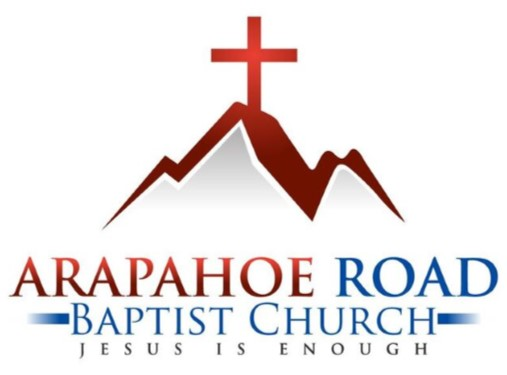 ARAPAHOE ROAD
BAPTIST CHURCH
JESUS IS ENOUGH